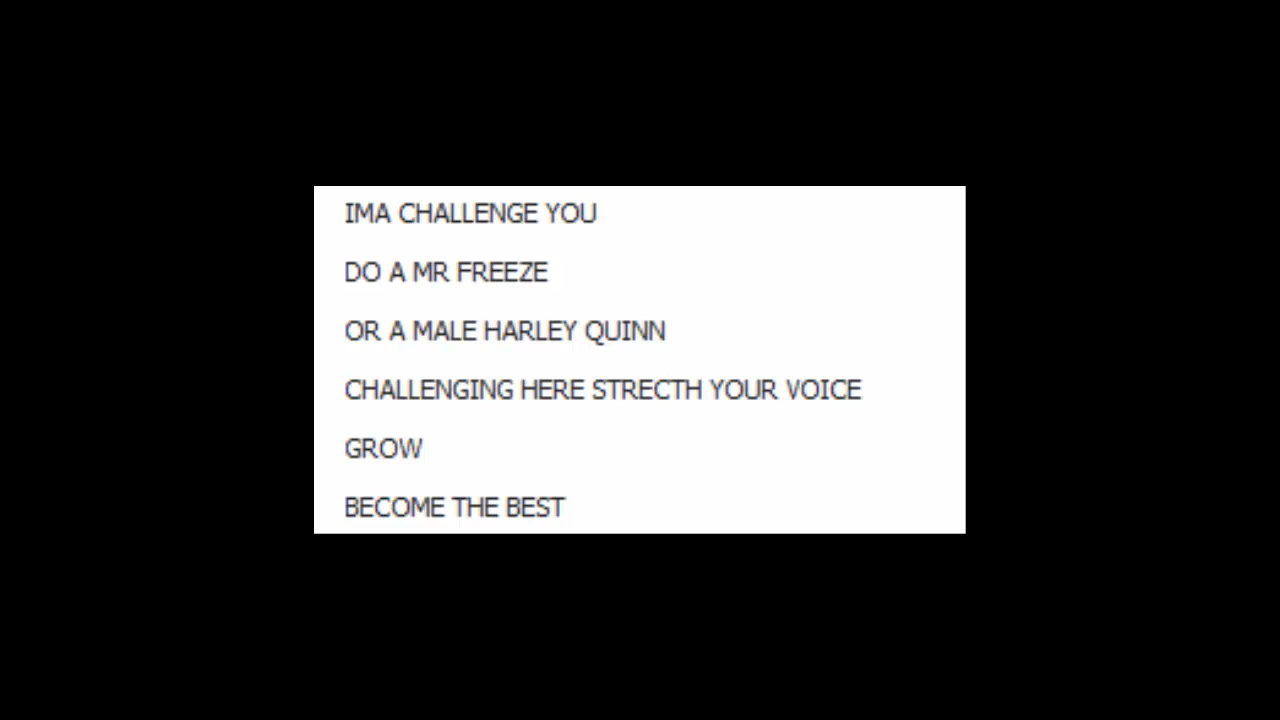 IMA CHALLENGE YOU
DO A MR FREEZE
OR A MALE HARLEY QUINN
CHALLENGING HERE STRECTH YOUR VOICE
GROW
BECOME THE BEST